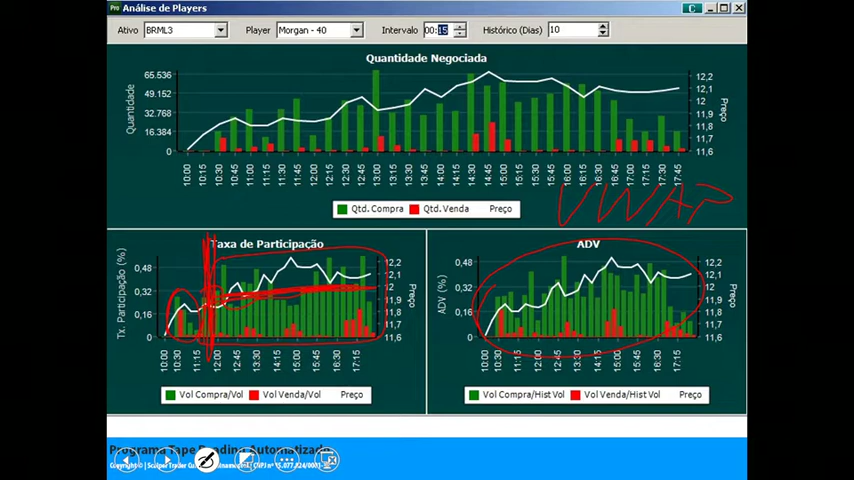 Pro Análise de Players
Ativo BRML3 Player Morgan - 40 Intervalo 00:15 Histórico (Dias) 10
Quantidade Negociada
Quantidade
65.536
49.152
32.768
16.384
0
12,2
12,1
12
11,9
11,8
11,7
11,6
Preço
10:00 10:15 10:30 10:45 11:00 11:15 11:30 11:45 12:00 12:15 12:30 12:45 13:00 13:15 13:30 13:45 14:00 14:15 14:30 14:45 15:00 15:15 15:30 15:45 16:00 16:15 16:30 16:45 17:00 17:15 17:30 17:45
Qtd. Compra Qtd. Venda Preço
VWAP
Taxa de Participação
Tx. Participação (%)
0,48
0,32
0,16
0
12,2
12,1
12
11,9
11,8
11,7
11,6
Preço
10:00 10:30 11:15 12:00 12:45 13:30 14:15 15:00 15:45 16:30 17:15
Vol Compra/Vol Vol Venda/Vol Preço
ADV
ADV (%)
0,48
0,32
0,16
0
12,2
12,1
12
11,9
11,8
11,7
11,6
Preço
10:00 10:30 11:15 12:00 12:45 13:30 14:15 15:00 15:45 16:30 17:15
Vol Compra/Hist Vol Vol Venda/Hist Vol Preço
Programa Tape Reading Automatizado
Copyright © | Scalper Trader